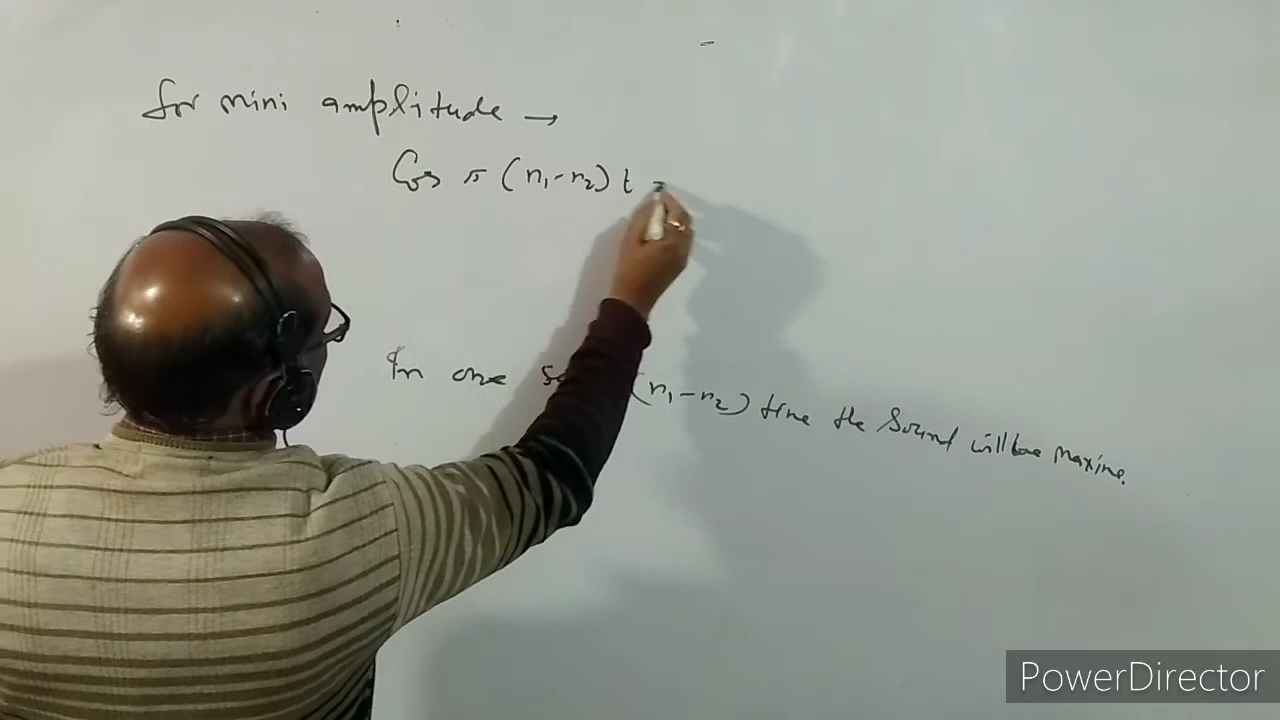 for mini amplitude →
Cos π (n₁-n₂) t =
In one (n₁-n₂) time the Sound will be Maxime.
PowerDirector